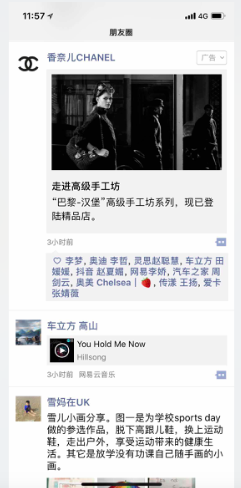 11:57
4G
朋友圈
香奈儿CHANEL
广告
走进高级手工坊
“巴黎-汉堡”高级手工坊系列，现已登
陆精品店。
3小时前
李梦, 奥迪 李哲, 灵思赵聪慧, 车立方 田
媛媛, 抖音 赵夏媚, 网易李娇, 汽车之家 周
剑云, 奥美 Chelsea | 🍓, 传漾 王扬, 爱卡
张婧薇
车立方 高山
You Hold Me Now
Hillsong
3小时前 网易云音乐
雪妈在UK
雪儿小画分享。图一是为学校sports day
做的参选作品，脱下高跟儿鞋，换上运动
鞋，走出户外，享受运动带来的健康生
活。其它是放学没有功课自己随手画的小
画。